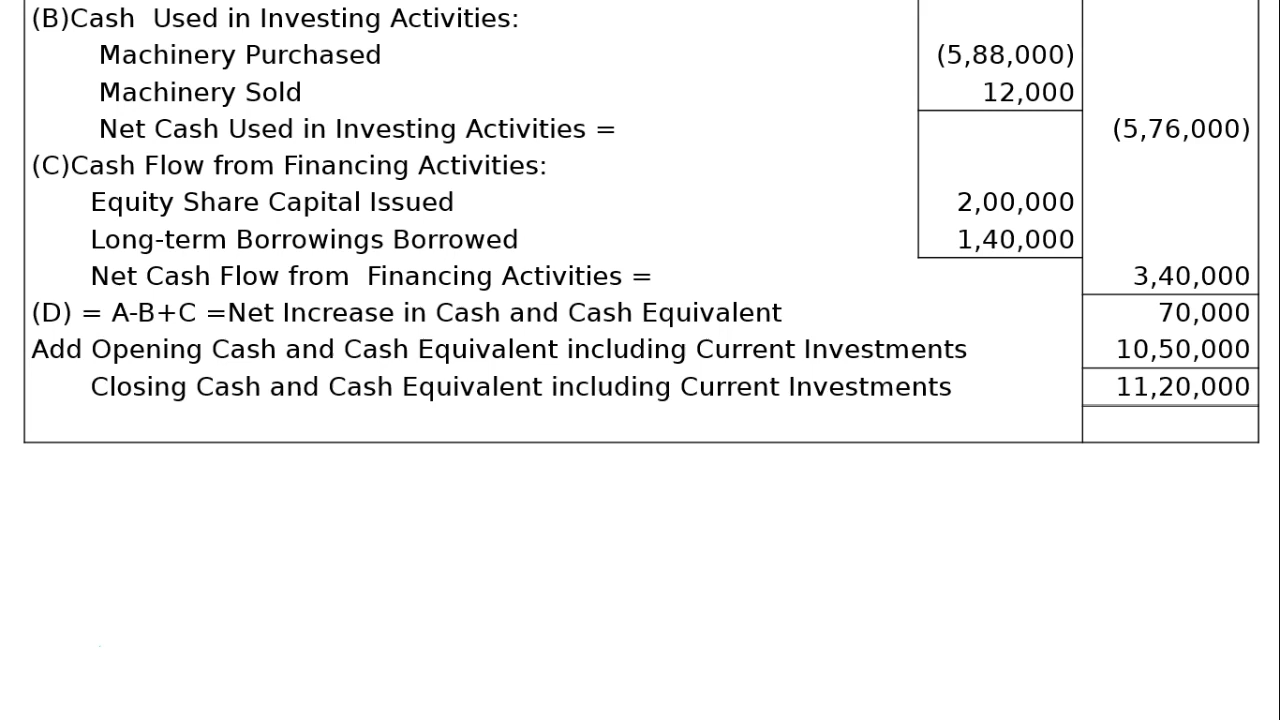 (B)Cash  Used in Investing Activities:
Machinery Purchased (5,88,000)
Machinery Sold 12,000
Net Cash Used in Investing Activities = (5,76,000)
(C)Cash Flow from Financing Activities:
Equity Share Capital Issued 2,00,000
Long-term Borrowings Borrowed 1,40,000
Net Cash Flow from  Financing Activities = 3,40,000
(D) = A-B+C =Net Increase in Cash and Cash Equivalent 70,000
Add Opening Cash and Cash Equivalent including Current Investments 10,50,000
Closing Cash and Cash Equivalent including Current Investments 11,20,000